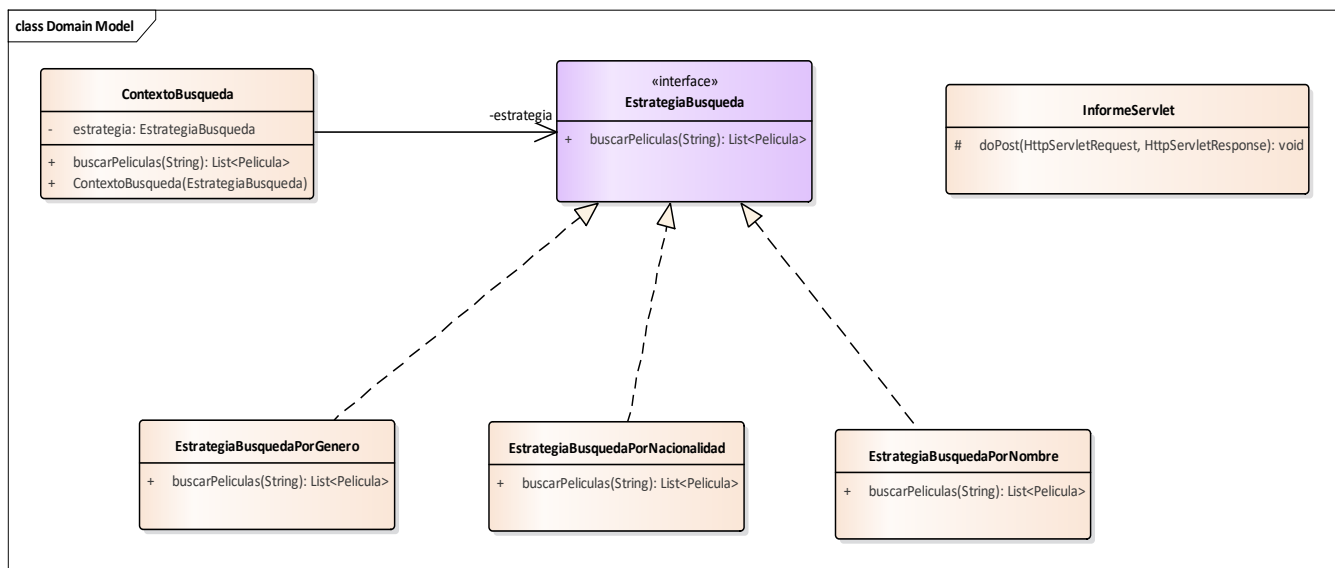 class Domain Model
ContextoBusqueda
- estrategia: EstrategiaBusqueda
+ buscarPeliculas(String): List<Pelicula>
+ ContextoBusqueda(EstrategiaBusqueda)
-estrategia
«interface»
EstrategiaBusqueda
+ buscarPeliculas(String): List<Pelicula>
InformeServlet
# doPost(HttpServletRequest, HttpServletResponse): void
EstrategiaBusquedaPorGenero
+ buscarPeliculas(String): List<Pelicula>
EstrategiaBusquedaPorNacionalidad
+ buscarPeliculas(String): List<Pelicula>
EstrategiaBusquedaPorNombre
+ buscarPeliculas(String): List<Pelicula>